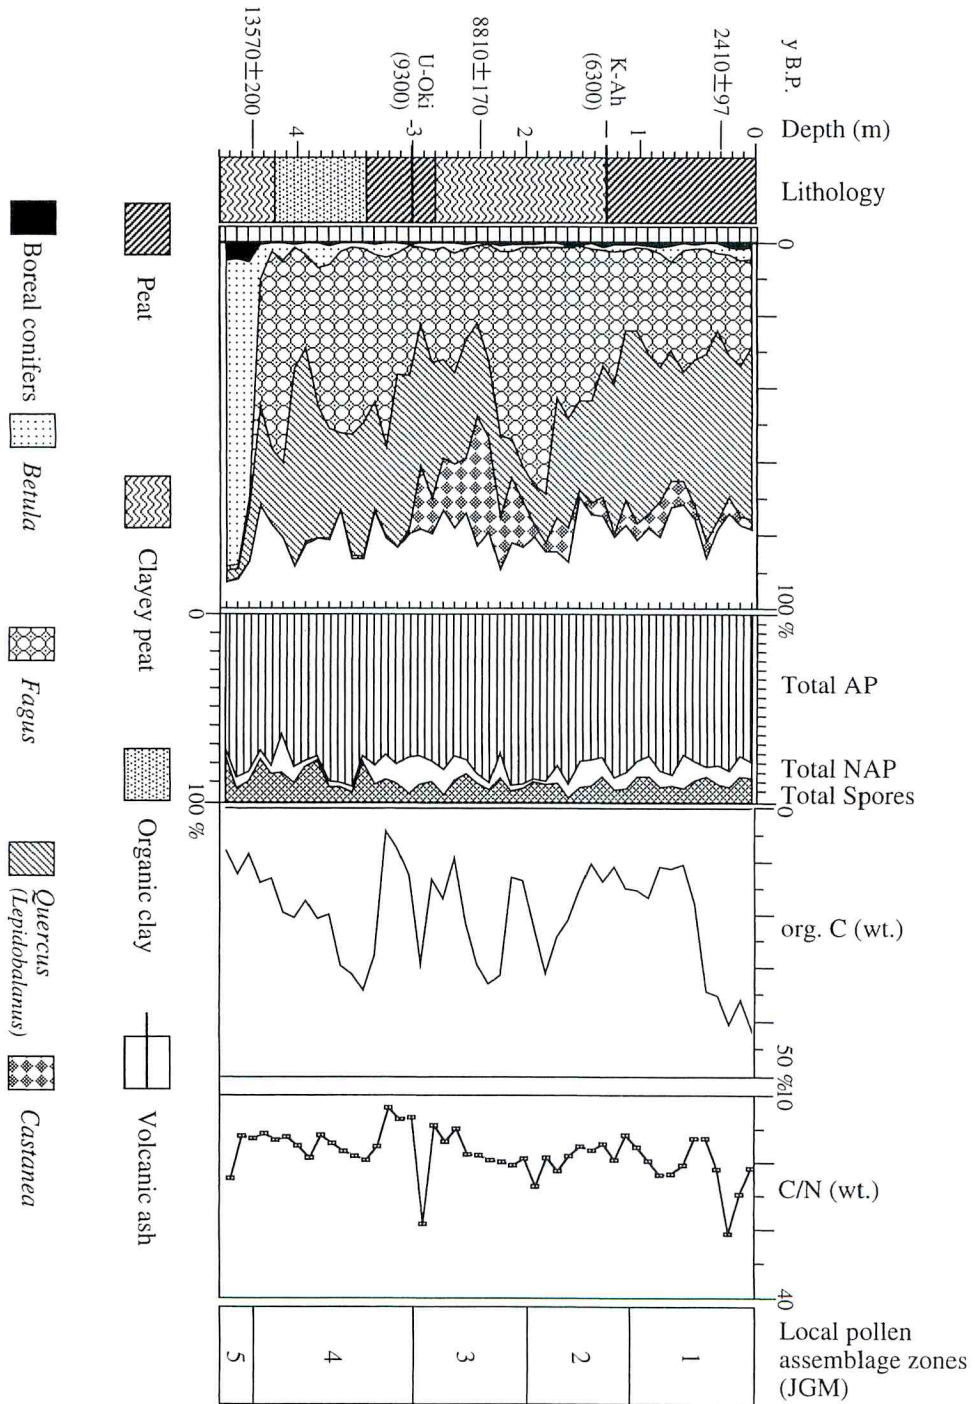 y B.P.
Depth (m)
Lithology
2410±97
K-Ah
(6300)
8810±170
U-Oki
(9300)
13570±200
0
1
2
3
4
0
100 %
Total AP
Total NAP
Total Spores
0
100 %
org. C (wt.)
0
50 %
C/N (wt.)
10
40
Local pollen
assemblage zones
(JGM)
1
2
3
4
5
Peat
Clayey peat
Organic clay
Volcanic ash
Boreal conifers
Betula
Fagus
Quercus
(Lepidobalanus)
Castanea